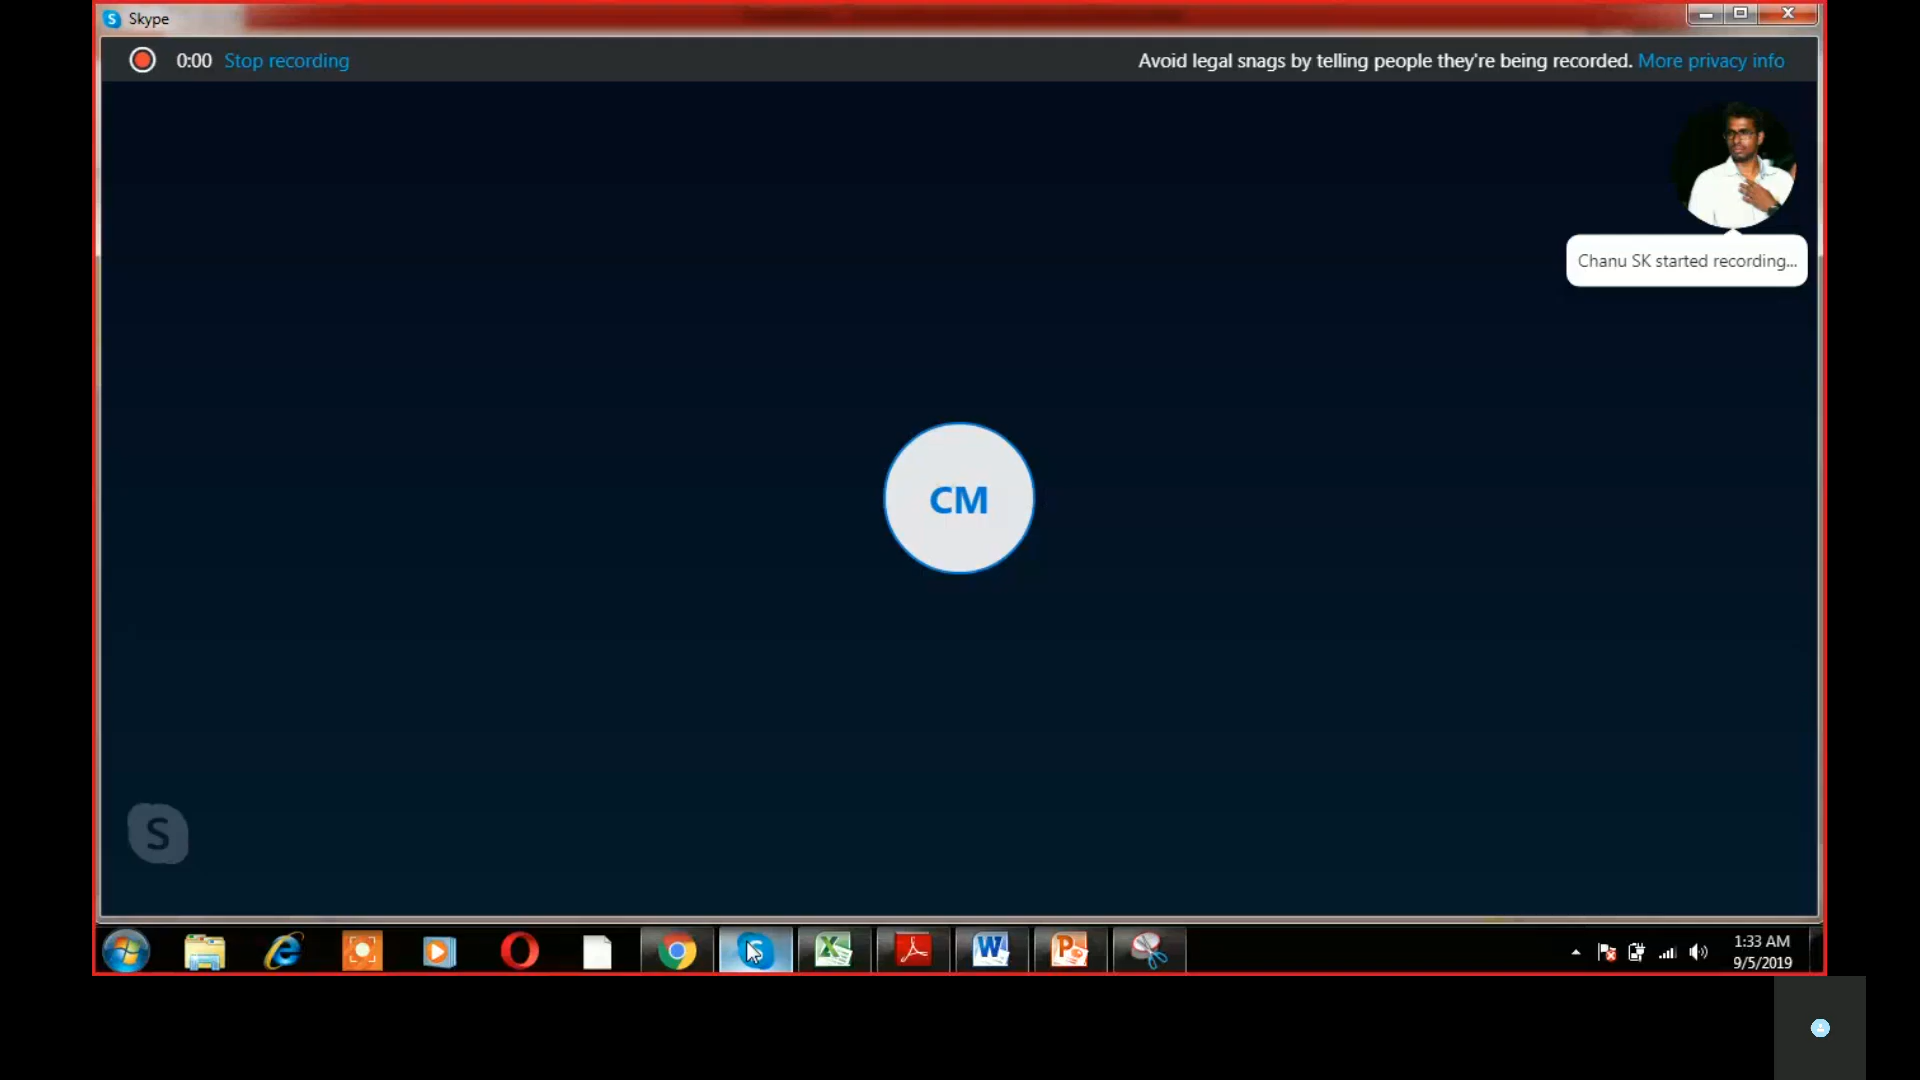 Skype
0:00 Stop recording
Avoid legal snags by telling people they're being recorded. More privacy info
Chanu SK started recording...
CM
1:33 AM
9/5/2019